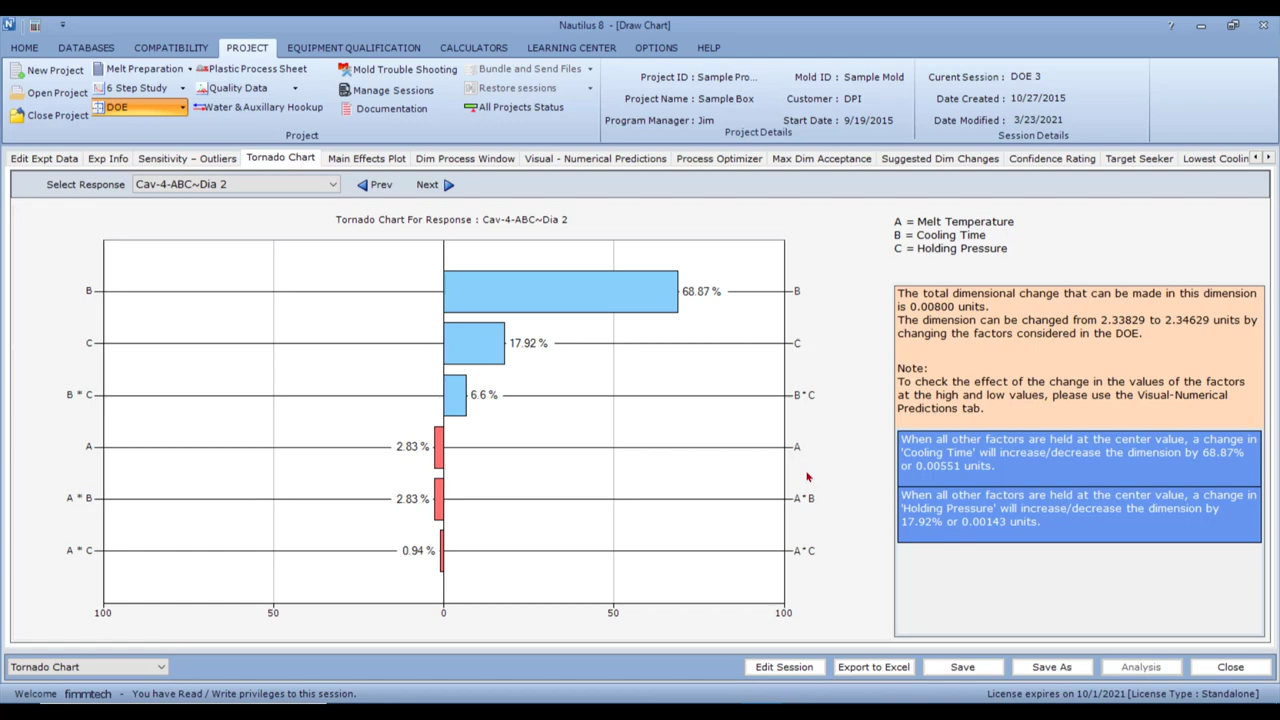 Nautilus 8 - [Draw Chart]
HOME DATABASES COMPATIBILITY PROJECT EQUIPMENT QUALIFICATION CALCULATORS LEARNING CENTER OPTIONS HELP
New Project
Open Project
Close Project
Melt Preparation
6 Step Study
DOE
Plastic Process Sheet
Quality Data
Water & Auxillary Hookup
Mold Trouble Shooting
Manage Sessions
Documentation
Bundle and Send Files
Restore sessions
All Projects Status
Project
Project ID : Sample Pro...
Project Name : Sample Box
Program Manager : Jim
Mold ID : Sample Mold
Customer : DPI
Start Date : 9/19/2015
Project Details
Curent Session : DOE 3
Date Created : 10/27/2015
Date Modified : 3/23/2021
Session Details
Edit Expt Data Exp Info Sensitivity – Outliers Tornado Chart Main Effects Plot Dim Process Window Visual - Numerical Predictions Process Optimizer Max Dim Acceptance Suggested Dim Changes Confidence Rating Target Seeker Lowest Coolin
Select Response Cav-4-ABC~Dia 2 Prev Next
Tornado Chart For Response : Cav-4-ABC~Dia 2
B 68.87 % B
C 17.92 % C
B * C 6.6 % B*C
A 2.83 % A
A * B 2.83 % A*B
A * C 0.94 % A*C
100 50 0 50 100
A = Melt Temperature
B = Cooling Time
C = Holding Pressure
The total dimensional change that can be made in this dimension
is 0.00800 units.
The dimension can be changed from 2.33829 to 2.34629 units by
changing the factors considered in the DOE.
Note:
To check the effect of the change in the values of the factors
at the high and low values, please use the Visual-Numerical
Predictions tab.
When all other factors are held at the center value, a change in
'Cooling Time' will increase/decrease the dimension by 68.87%
or 0.00551 units.
When all other factors are held at the center value, a change in
'Holding Pressure' will increase/decrease the dimension by
17.92% or 0.00143 units.
Tornado Chart Edit Session Export to Excel Save Save As Analysis Close
Welcome fimmtech - You have Read / Write privileges to this session. License expires on 10/1/2021 [License Type : Standalone]